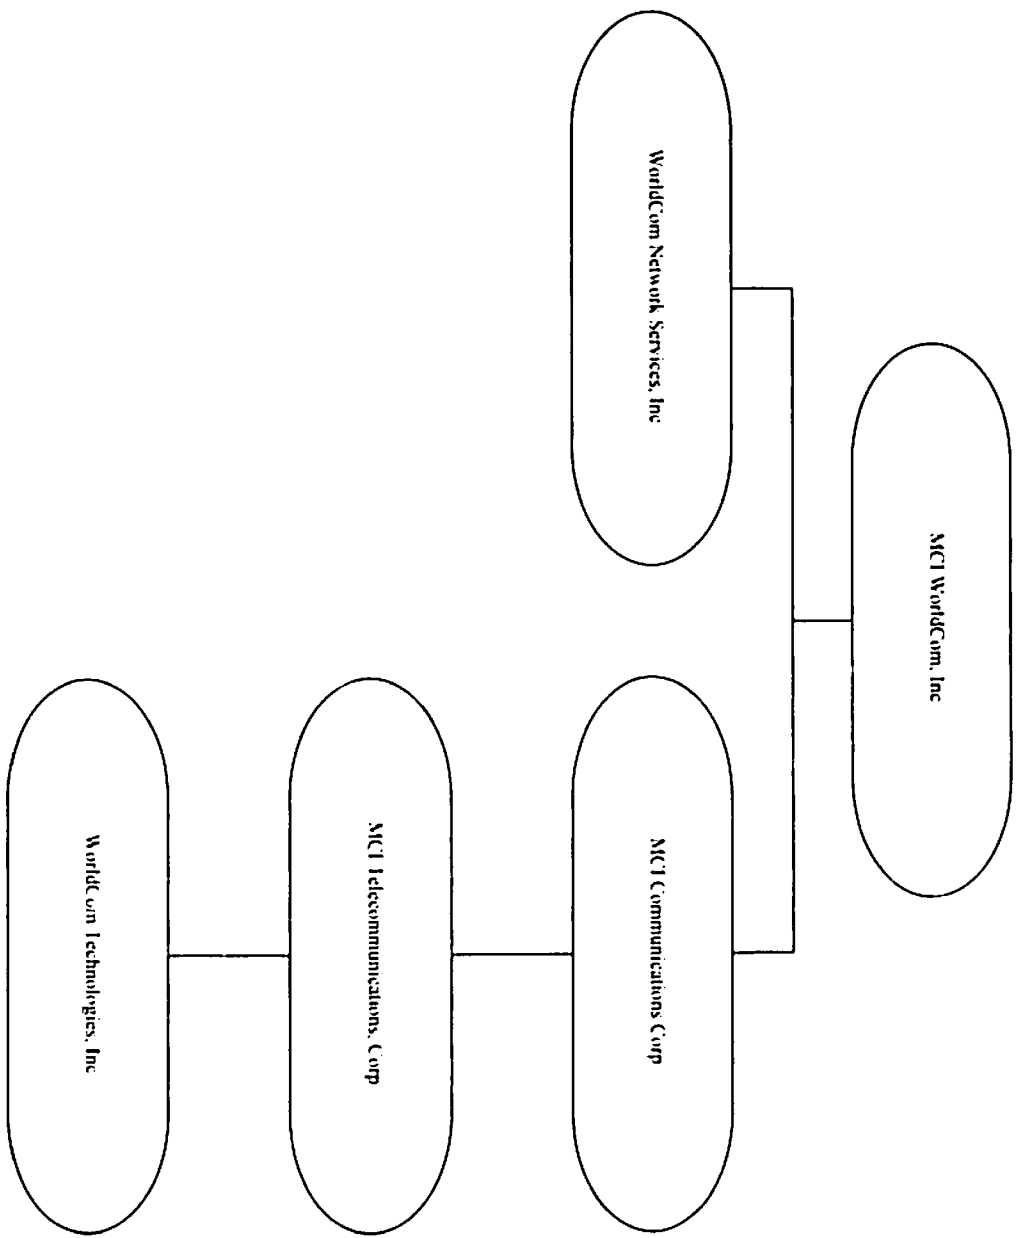 MCI WorldCom, Inc
WorldCom Network Services, Inc
MCI Communications Corp
MCI Telecommunications, Corp
WorldCom Technologies, Inc